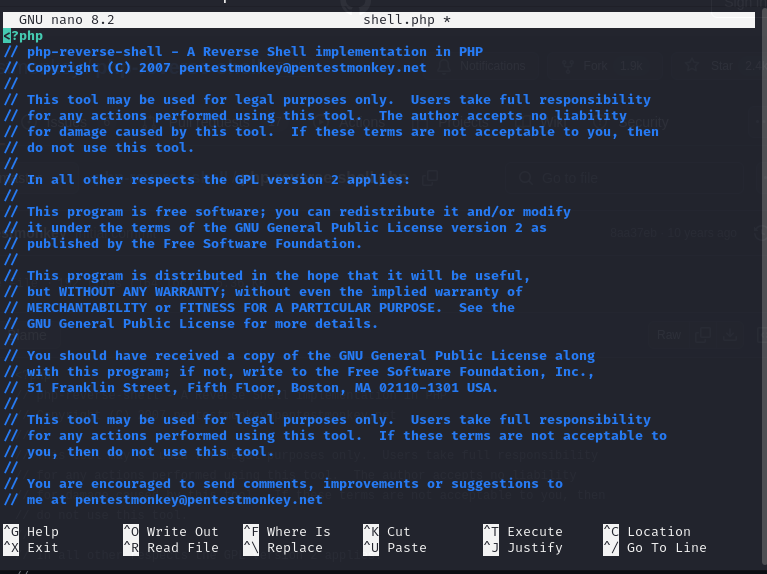 GNU nano 8.2 shell.php *
<?php
// php-reverse-shell - A Reverse Shell implementation in PHP
// Copyright (C) 2007 pentestmonkey@pentestmonkey.net
//
// This tool may be used for legal purposes only.  Users take full responsibility
// for any actions performed using this tool.  The author accepts no liability
// for damage caused by this tool.  If these terms are not acceptable to you, then
// do not use this tool.
//
// In all other respects the GPL version 2 applies:
//
// This program is free software; you can redistribute it and/or modify
// it under the terms of the GNU General Public License version 2 as
// published by the Free Software Foundation.
//
// This program is distributed in the hope that it will be useful,
// but WITHOUT ANY WARRANTY; without even the implied warranty of
// MERCHANTABILITY or FITNESS FOR A PARTICULAR PURPOSE.  See the
// GNU General Public License for more details.
//
// You should have received a copy of the GNU General Public License along
// with this program; if not, write to the Free Software Foundation, Inc.,
// 51 Franklin Street, Fifth Floor, Boston, MA 02110-1301 USA.
//
// This tool may be used for legal purposes only.  Users take full responsibility
// for any actions performed using this tool.  If these terms are not acceptable to
// you, then do not use this tool.
//
// You are encouraged to send comments, improvements or suggestions to
// me at pentestmonkey@pentestmonkey.net
^G Help ^O Write Out ^F Where Is ^K Cut ^T Execute ^C Location
^X Exit ^R Read File ^\ Replace ^U Paste ^J Justify ^/ Go To Line